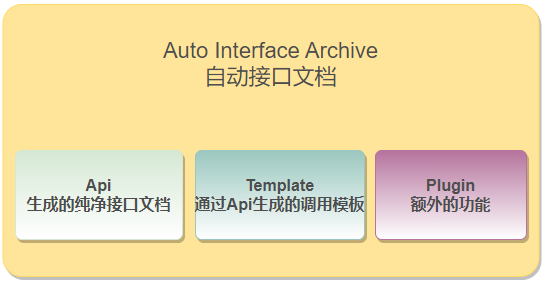 Auto Interface Archive
自动接口文档
Api
生成的纯净接口文档
Template
通过Api生成的调用模板
Plugin
额外的功能